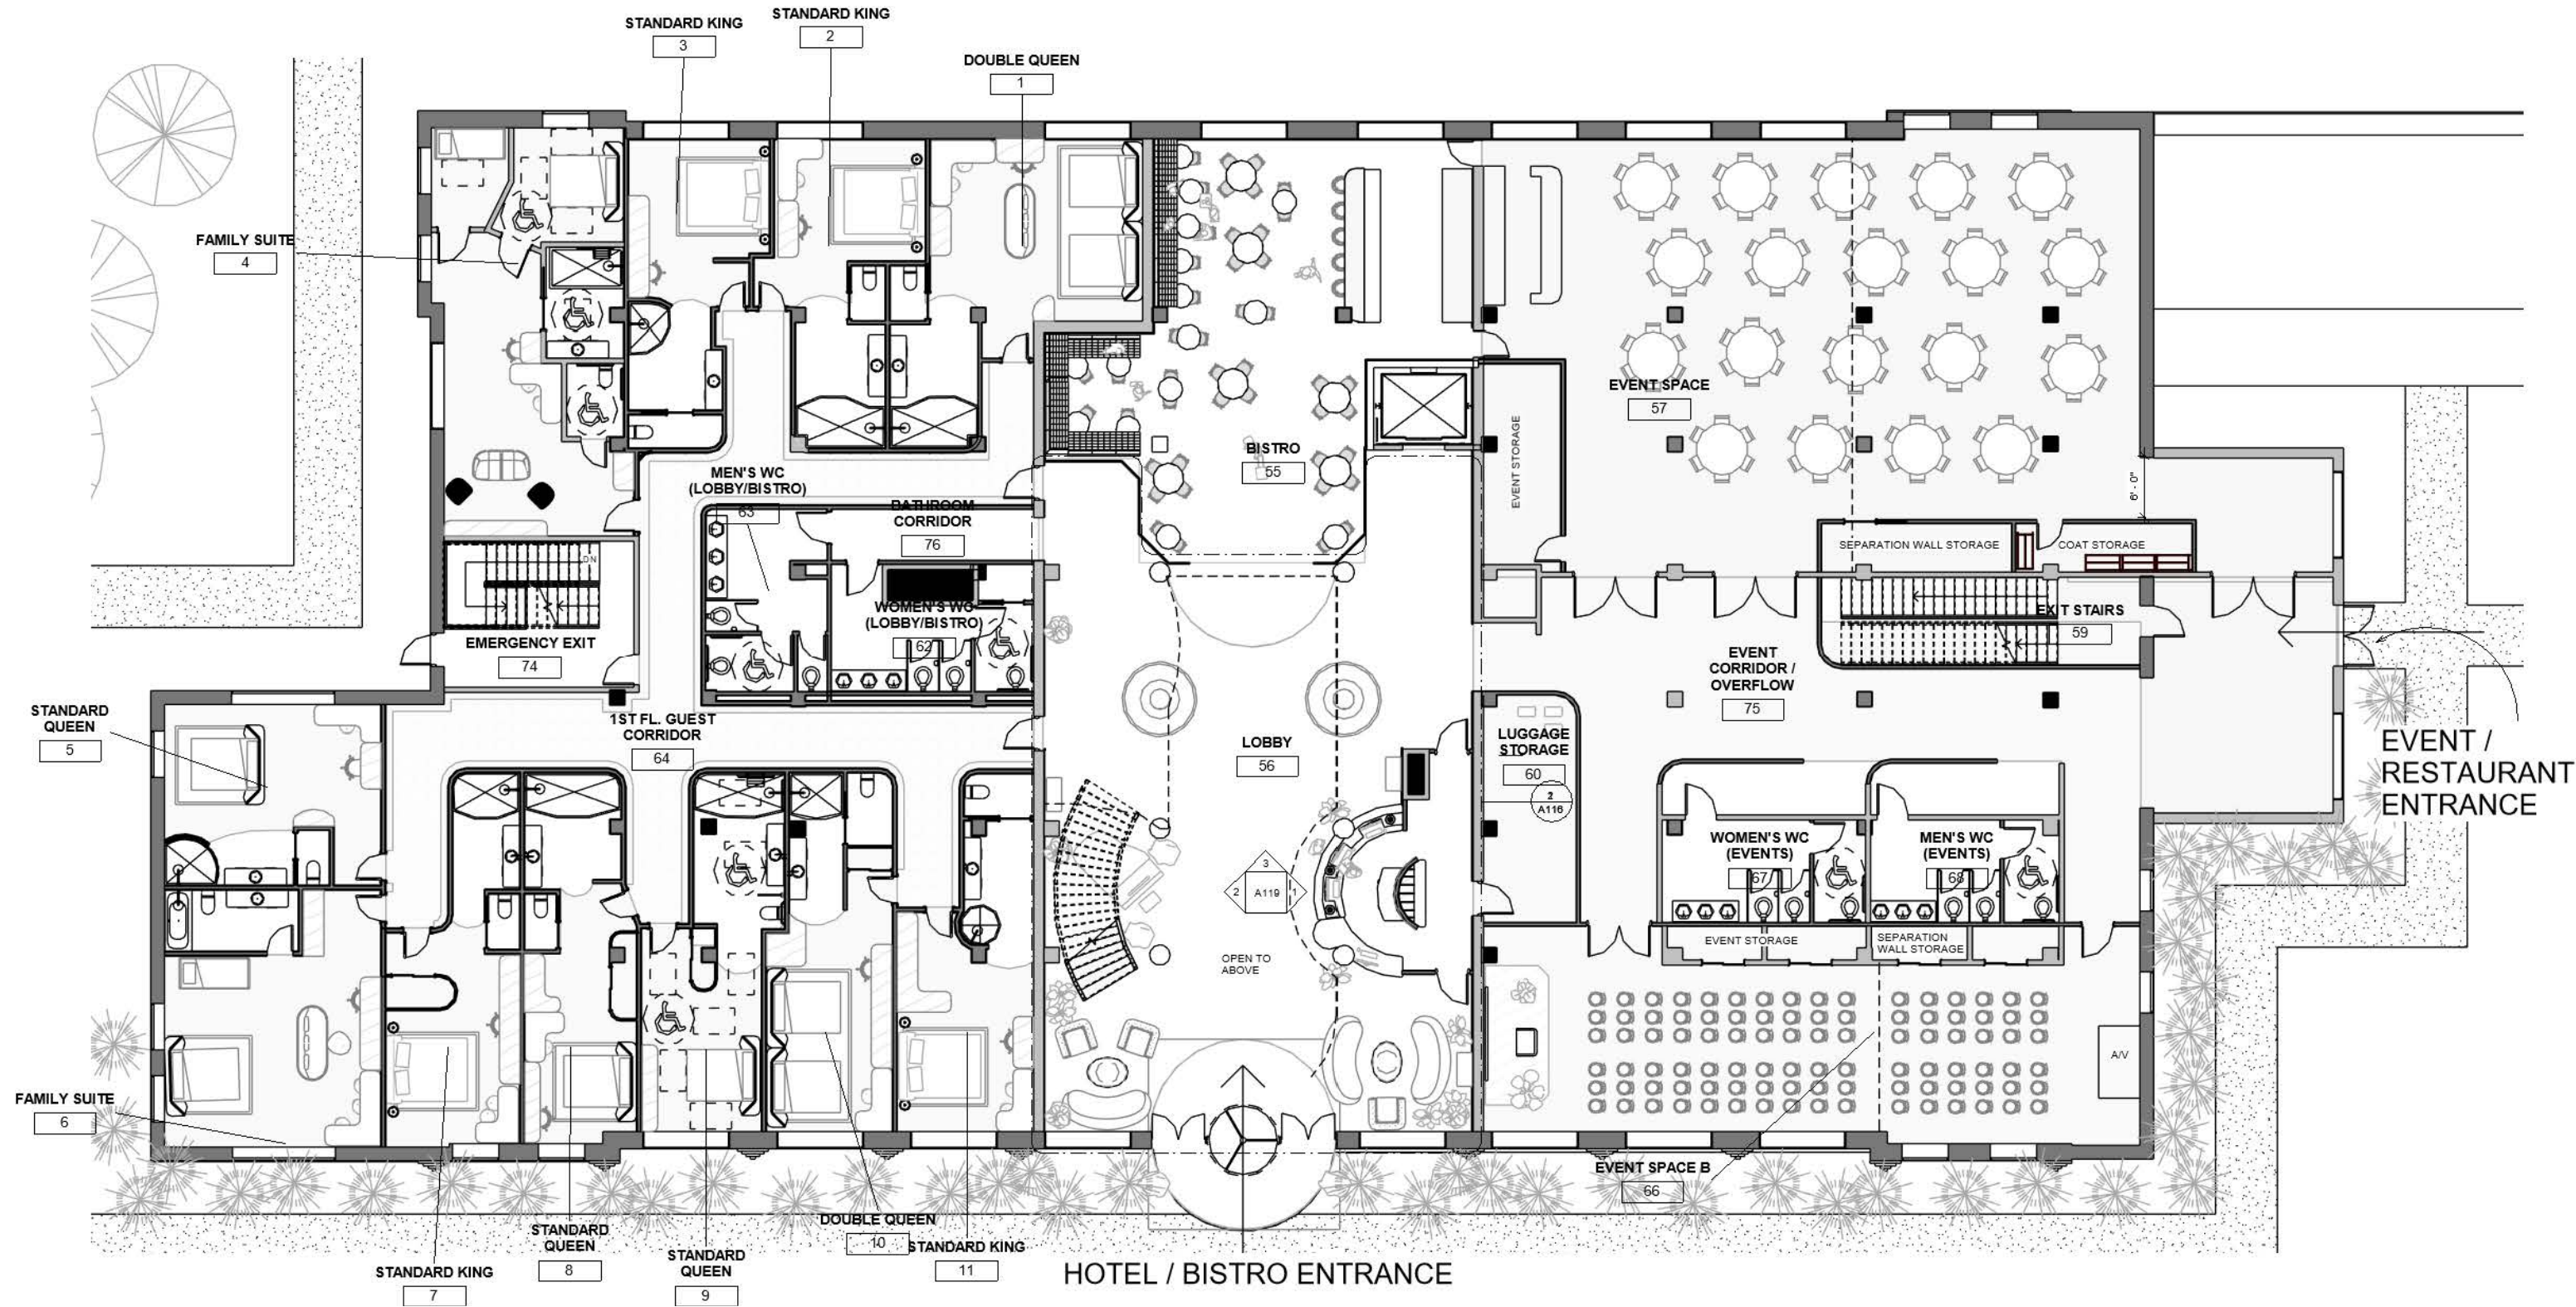 STANDARD KING
3
STANDARD KING
2
DOUBLE QUEEN
1
FAMILY SUITE
4
EVENT SPACE
57
BISTRO
55
EVENT STORAGE
MEN'S WC
(LOBBY/BISTRO)
63
BATHROOM
CORRIDOR
76
6' - 0"
SEPARATION WALL STORAGE
COAT STORAGE
DN
WOMEN'S WC
(LOBBY/BISTRO)
62
EMERGENCY EXIT
74
EXIT STAIRS
59
EVENT
CORRIDOR /
OVERFLOW
75
STANDARD
QUEEN
5
1ST FL. GUEST
CORRIDOR
64
LOBBY
56
LUGGAGE
STORAGE
60
2
A116
EVENT /
RESTAURANT
ENTRANCE
WOMEN'S WC
(EVENTS)
67
MEN'S WC
(EVENTS)
68
3
2
A119
1
EVENT STORAGE
SEPARATION
WALL STORAGE
OPEN TO
ABOVE
A/V
FAMILY SUITE
6
EVENT SPACE B
66
STANDARD KING
7
STANDARD
QUEEN
8
STANDARD
QUEEN
9
DOUBLE QUEEN
10
STANDARD KING
11
HOTEL / BISTRO ENTRANCE